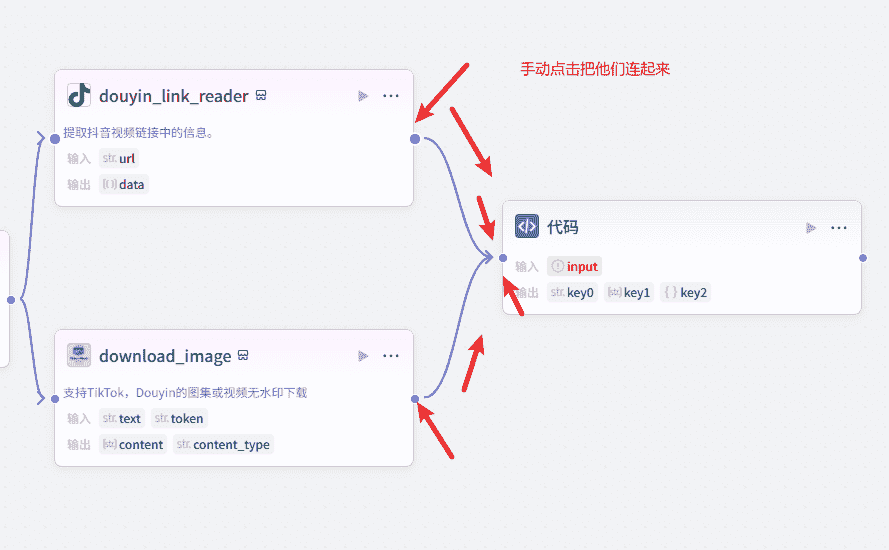 手动点击把他们连起来
douyin_link_reader
提取抖音视频链接中的信息。
输入 str. url
输出 data
代码
输入 input
输出 str. key0 [str] key1 { } key2
download_image
支持TikTok，Douyin的图集或视频无水印下载
输入 str. text str. token
输出 [str] content str. content_type